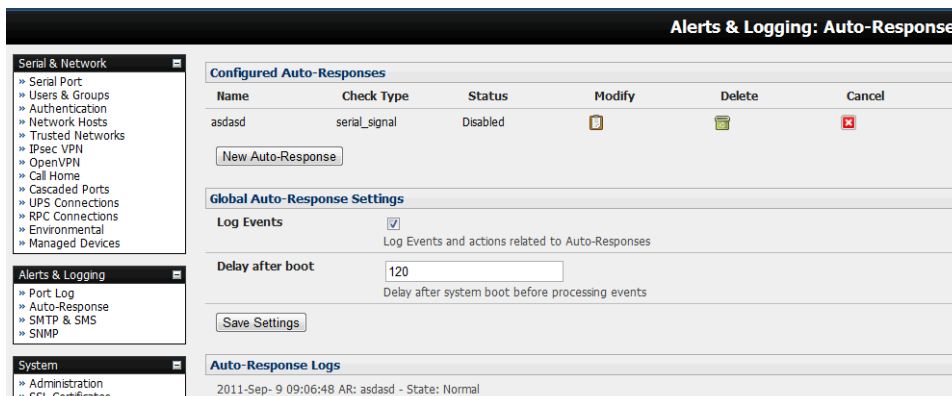 Alerts & Logging: Auto-Response
Serial & Network
» Serial Port
» Users & Groups
» Authentication
» Network Hosts
» Trusted Networks
» IPsec VPN
» OpenVPN
» Call Home
» Cascaded Ports
» UPS Connections
» RPC Connections
» Environmental
» Managed Devices
Alerts & Logging
» Port Log
» Auto-Response
» SMTP & SMS
» SNMP
System
» Administration
» SSL Certificates
Configured Auto-Responses
Name Check Type Status Modify Delete Cancel
asdasd serial_signal Disabled
New Auto-Response
Global Auto-Response Settings
Log Events
Log Events and actions related to Auto-Responses
Delay after boot 120
Delay after system boot before processing events
Save Settings
Auto-Response Logs
2011-Sep- 9 09:06:48 AR: asdasd - State: Normal